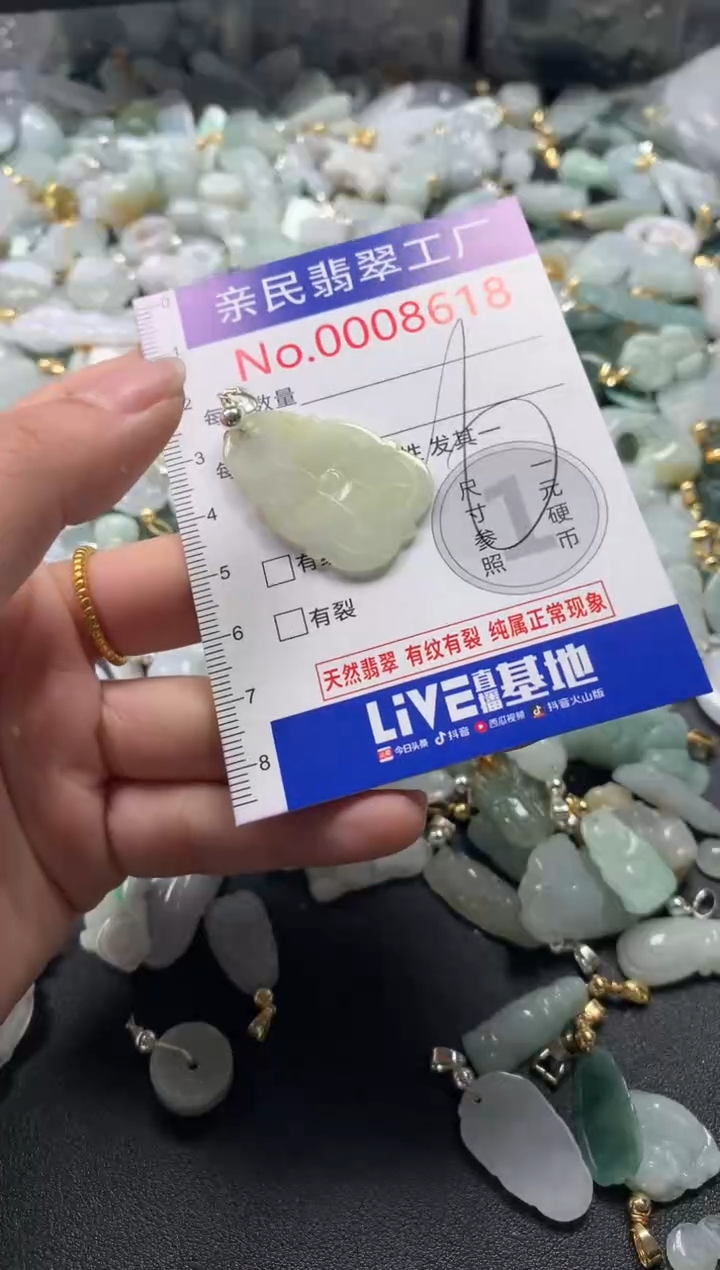 亲民翡翠工厂
No.0008618
数量
性发其一
1
一元硬币
尺寸参照
有
有裂
天然翡翠 有纹有裂 纯属正常现象
LiVE直播基地
今日头条 抖音 西瓜视频 抖音火山版
0
1
2
3
4
5
6
7
8